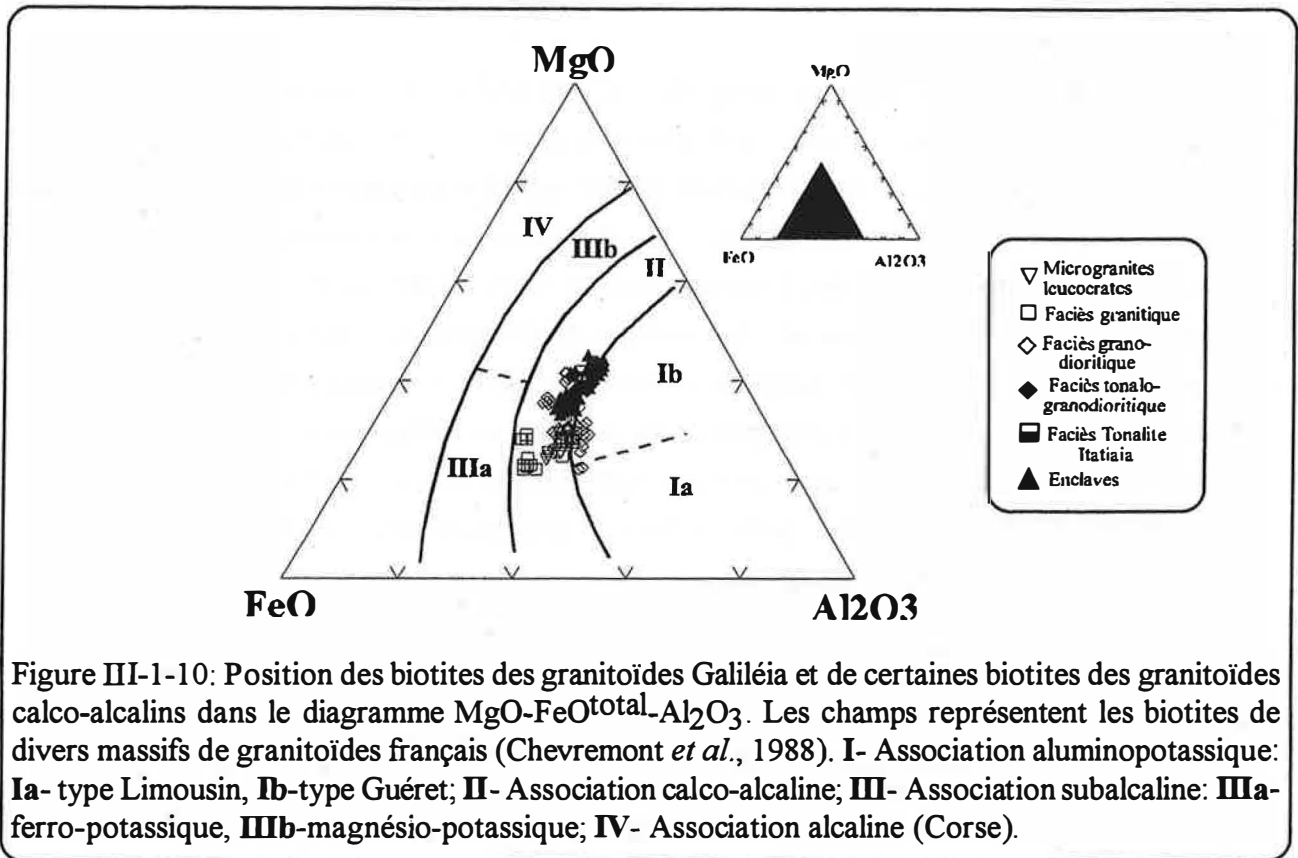 MgO
MgO
IV
IIIb
II
FeO
Al2O3
Ib
IIIa
Ia
FeO
Al2O3
Microgranites
leucocrates
Faciès granitique
Faciès grano-
dioritique
Faciès tonalo-
granodioritique
Faciès Tonalite
Itatiaia
Enclaves
Figure III-1-10: Position des biotites des granitoïdes Galiléia et de certaines biotites des granitoïdes
calco-alcalins dans le diagramme MgO-FeOtotal-Al2O3. Les champs représentent les biotites de
divers massifs de granitoïdes français (Chevremont et al., 1988). I- Association aluminopotassique:
Ia- type Limousin, Ib-type Guéret; II- Association calco-alcaline; III- Association subalcaline: IIIa-
ferro-potassique, IIIb-magnésio-potassique; IV- Association alcaline (Corse).